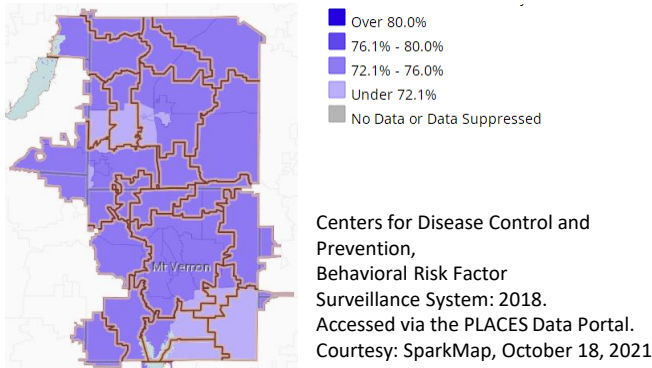 Over 80.0%
76.1% - 80.0%
72.1% - 76.0%
Under 72.1%
No Data or Data Suppressed
Mt Vernon
Centers for Disease Control and
Prevention,
Behavioral Risk Factor
Surveillance System: 2018.
Accessed via the PLACES Data Portal.
Courtesy: SparkMap, October 18, 2021